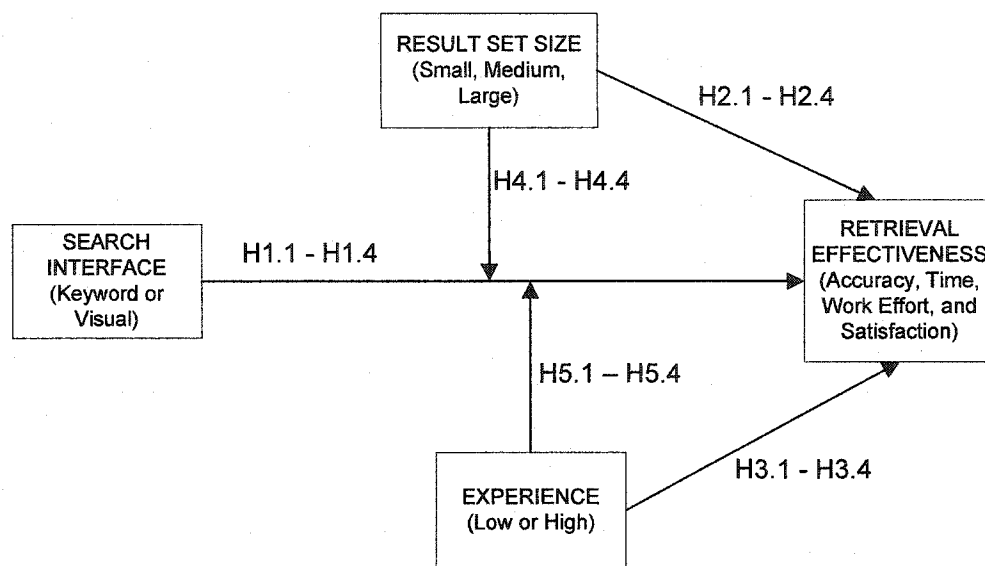 RESULT SET SIZE
(Small, Medium,
Large)
H2.1 - H2.4
H4.1 - H4.4
SEARCH
INTERFACE
(Keyword or
Visual)
H1.1 - H1.4
RETRIEVAL
EFFECTIVENESS
(Accuracy, Time,
Work Effort, and
Satisfaction)
H5.1 – H5.4
H3.1 - H3.4
EXPERIENCE
(Low or High)